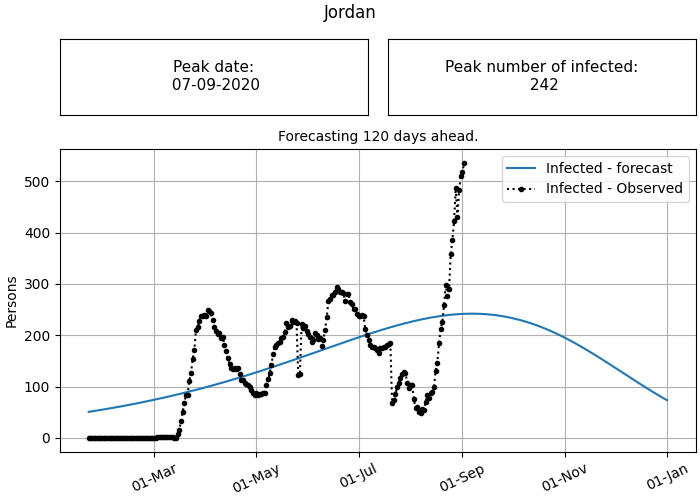 Jordan
Peak date:
07-09-2020
Peak number of infected:
242
Forecasting 120 days ahead.
Infected - forecast
Infected - Observed
Persons
500
400
300
200
100
0
01-Mar
01-May
01-Jul
01-Sep
01-Nov
01-Jan